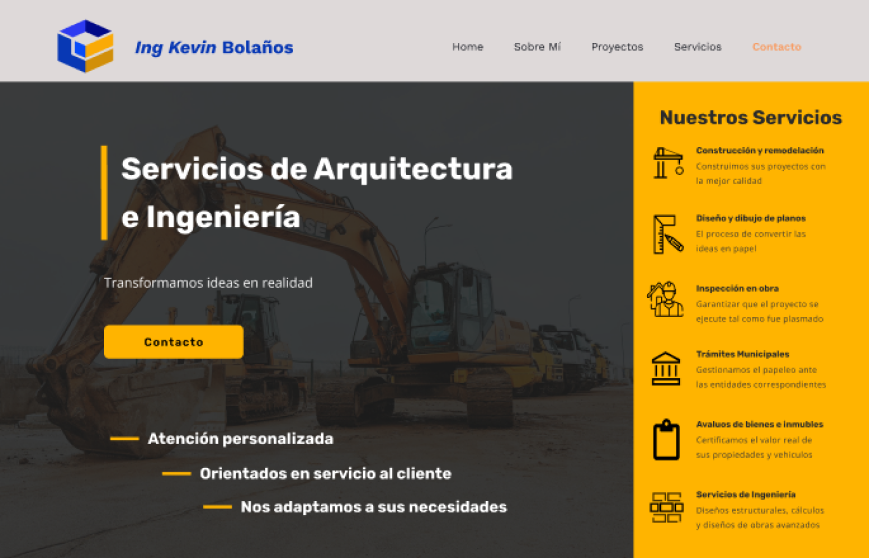 Ing Kevin Bolaños
Home
Sobre Mí
Proyectos
Servicios
Contacto
Servicios de Arquitectura
e Ingeniería
Transformamos ideas en realidad
Contacto
Atención personalizada
Orientados en servicio al cliente
Nos adaptamos a sus necesidades
Nuestros Servicios
Construcción y remodelación
Construimos sus proyectos con
la mejor calidad
Diseño y dibujo de planos
El proceso de convertir las
ideas en papel
Inspección en obra
Garantizar que el proyecto se
ejecute tal como fue plasmado
Trámites Municipales
Gestionamos el papeleo ante
las entidades correspondientes
Avaluos de bienes e inmubles
Certificamos el valor real de
sus propiedades y vehiculos
Servicios de Ingeniería
Diseños estructurales, cálculos
y diseños de obras avanzados